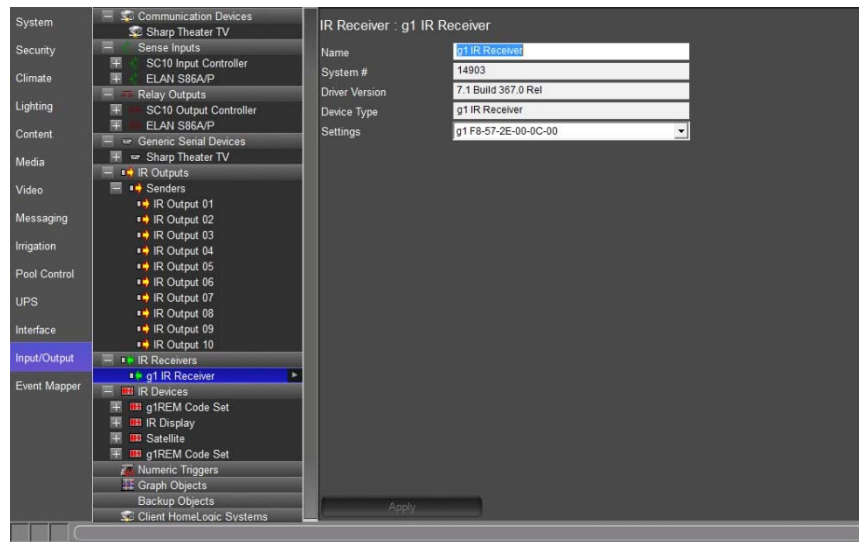 System
Security
Climate
Lighting
Content
Media
Video
Messaging
Irrigation
Pool Control
UPS
Interface
Input/Output
Event Mapper
Communication Devices
Sharp Theater TV
Sense Inputs
SC10 Input Controller
ELAN S86A/P
Relay Outputs
SC10 Output Controller
ELAN S86A/P
Generic Serial Devices
Sharp Theater TV
IR Outputs
Senders
IR Output 01
IR Output 02
IR Output 03
IR Output 04
IR Output 05
IR Output 06
IR Output 07
IR Output 08
IR Output 09
IR Output 10
IR Receivers
g1 IR Receiver
IR Devices
g1REM Code Set
IR Display
Satellite
g1REM Code Set
Numeric Triggers
Graph Objects
Backup Objects
Client HomeLogic Systems
IR Receiver : g1 IR Receiver
Name g1 IR Receiver
System # 14903
Driver Version 7.1 Build 367.0 Rel
Device Type g1 IR Receiver
Settings g1 F8-57-2E-00-0C-00
Apply